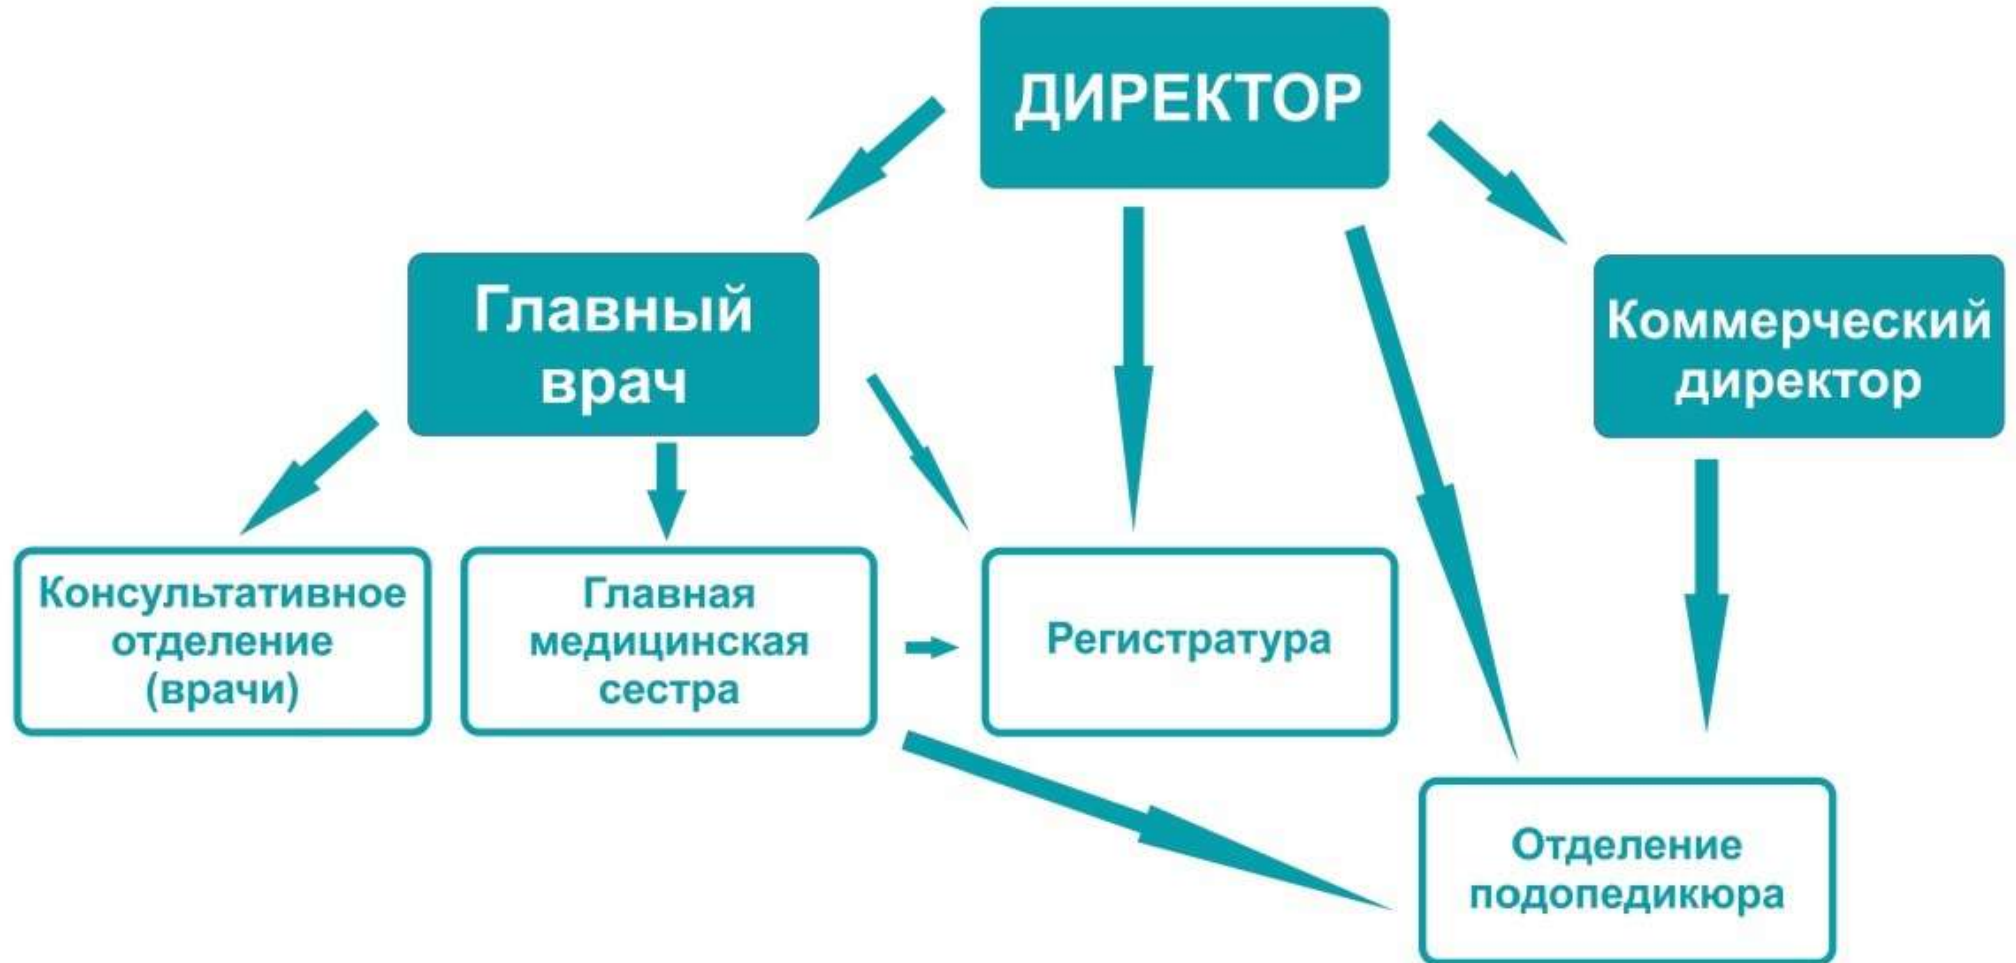 ДИРЕКТОР
Главный
врач
Коммерческий
директор
Консультативное
отделение
(врачи)
Главная
медицинская
сестра
Регистратура
Отделение
подопедикюра